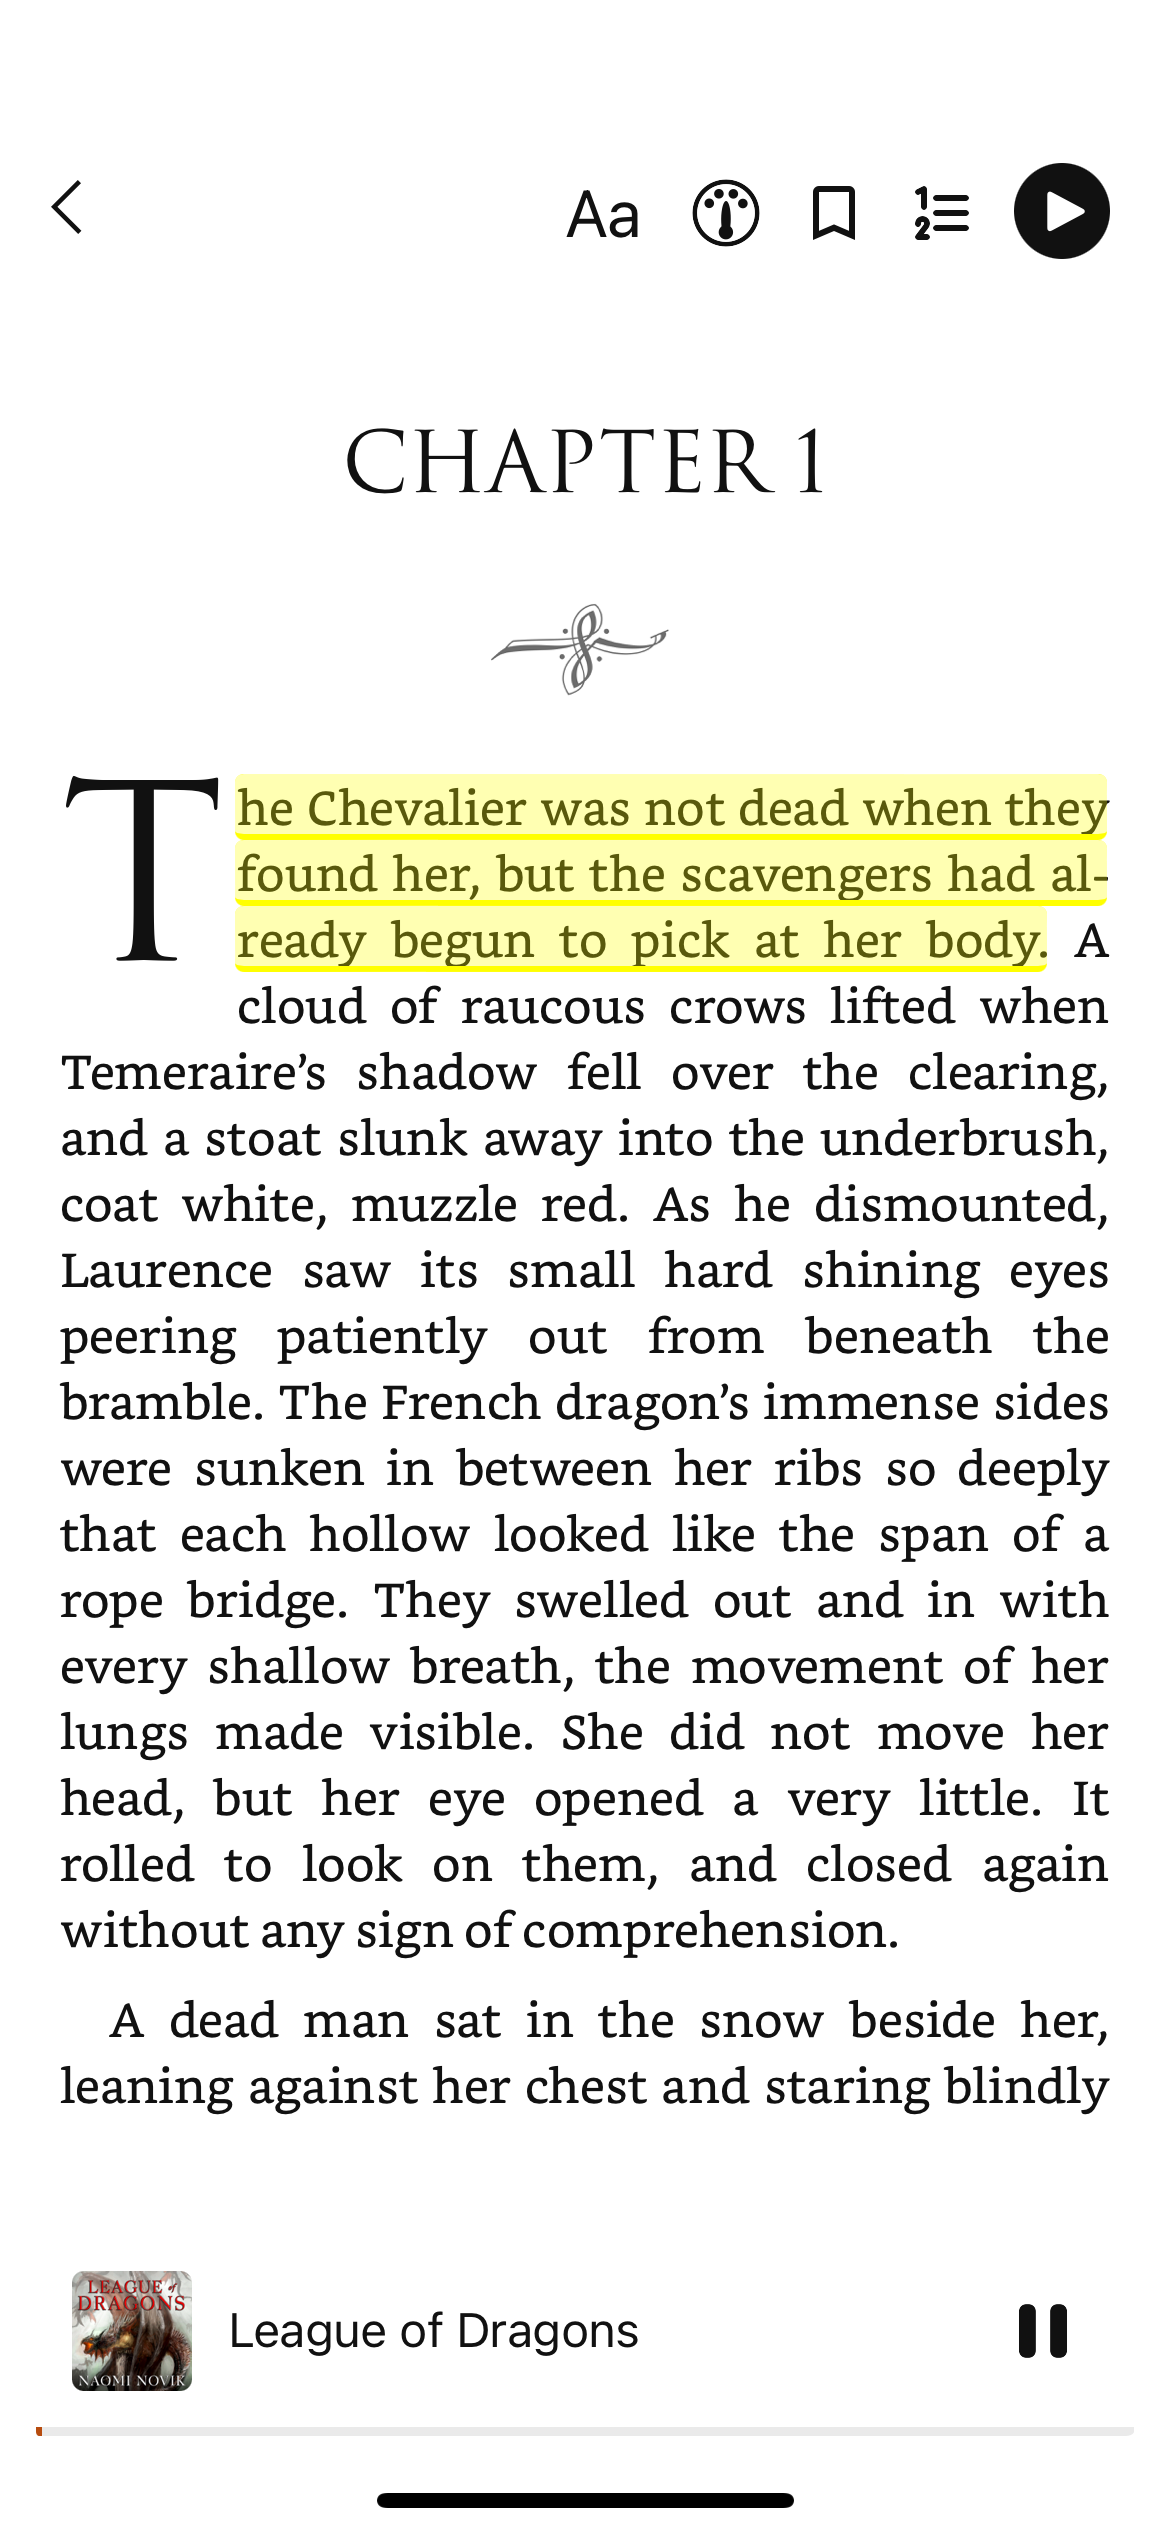 Aa
1
2
CHAPTER 1
The Chevalier was not dead when they
found her, but the scavengers had al-
ready begun to pick at her body. A
cloud of raucous crows lifted when
Temeraire’s shadow fell over the clearing,
and a stoat slunk away into the underbrush,
coat white, muzzle red. As he dismounted,
Laurence saw its small hard shining eyes
peering patiently out from beneath the
bramble. The French dragon’s immense sides
were sunken in between her ribs so deeply
that each hollow looked like the span of a
rope bridge. They swelled out and in with
every shallow breath, the movement of her
lungs made visible. She did not move her
head, but her eye opened a very little. It
rolled to look on them, and closed again
without any sign of comprehension.
A dead man sat in the snow beside her,
leaning against her chest and staring blindly
LEAGUE of
DRAGONS
NAOMI NOVIK
League of Dragons